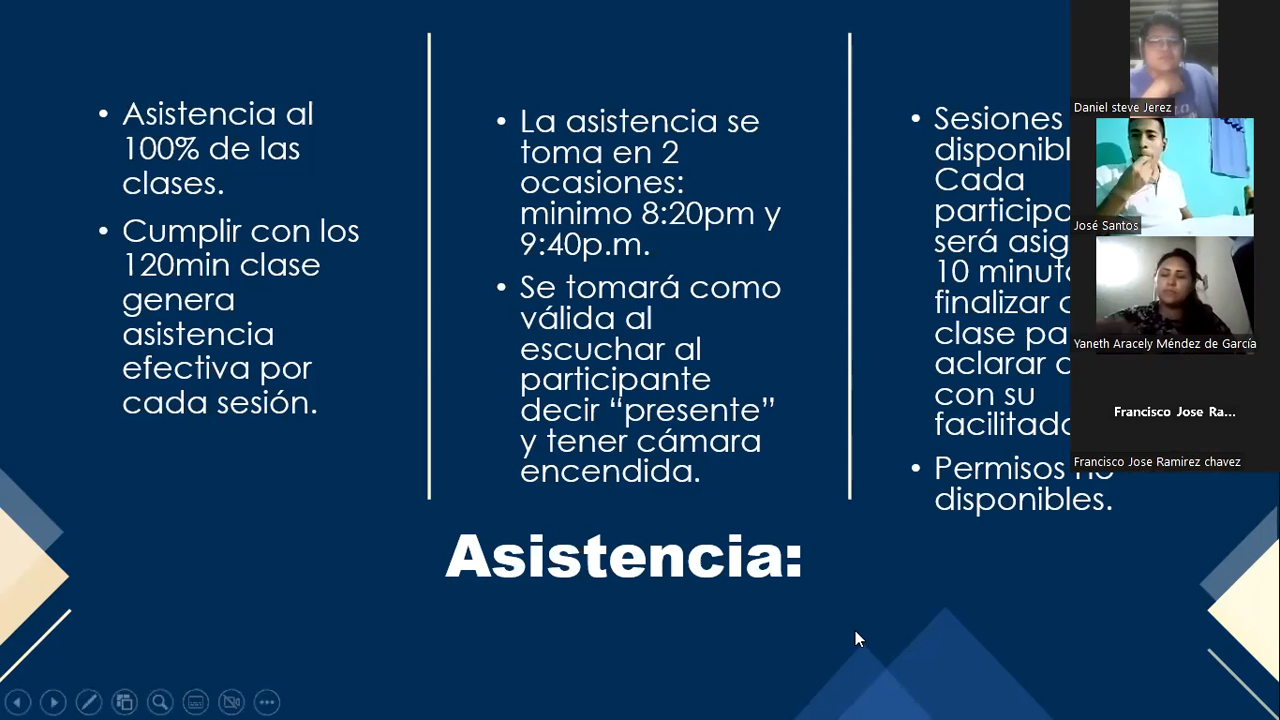 • Asistencia al
100% de las
clases.
• Cumplir con los
120min clase
genera
asistencia
efectiva por
cada sesión.
• La asistencia se
toma en 2
ocasiones:
minimo 8:20pm y
9:40p.m.
• Se tomará como
válida al
escuchar al
participante
decir “presente”
y tener cámara
encendida.
• Sesiones
Cada
será
10
finalizar
clase
aclarar
con su
• Permisos no
disponibles.
Asistencia:
Daniel steve Jerez
José Santos
Yaneth Aracely Méndez de García
Francisco Jose Ra...
Francisco Jose Ramirez chavez